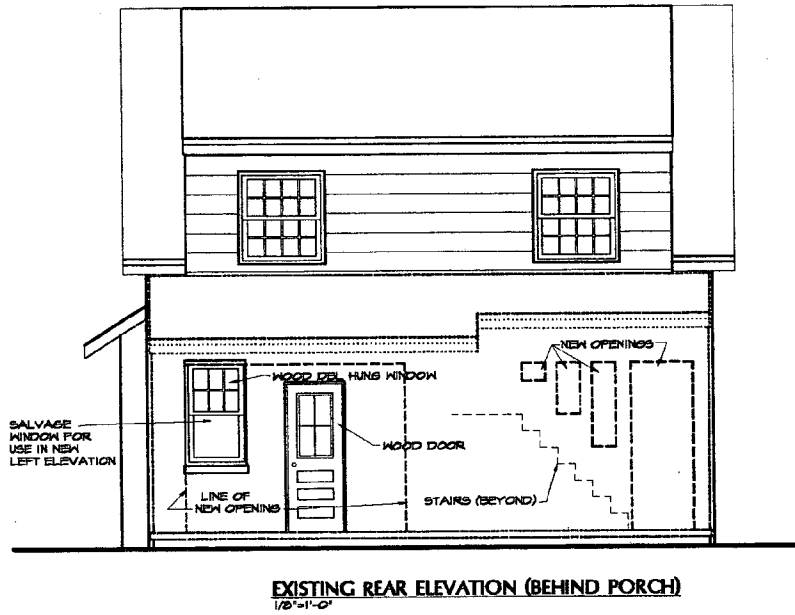 NEW OPENINGS
WOOD DBL HUNG WINDOW
SALVAGE
WINDOW FOR
USE IN NEW
LEFT ELEVATION
WOOD DOOR
LINE OF
NEW OPENING
STAIRS (BEYOND)
EXISTING REAR ELEVATION (BEHIND PORCH)
1/8"=1'-0"